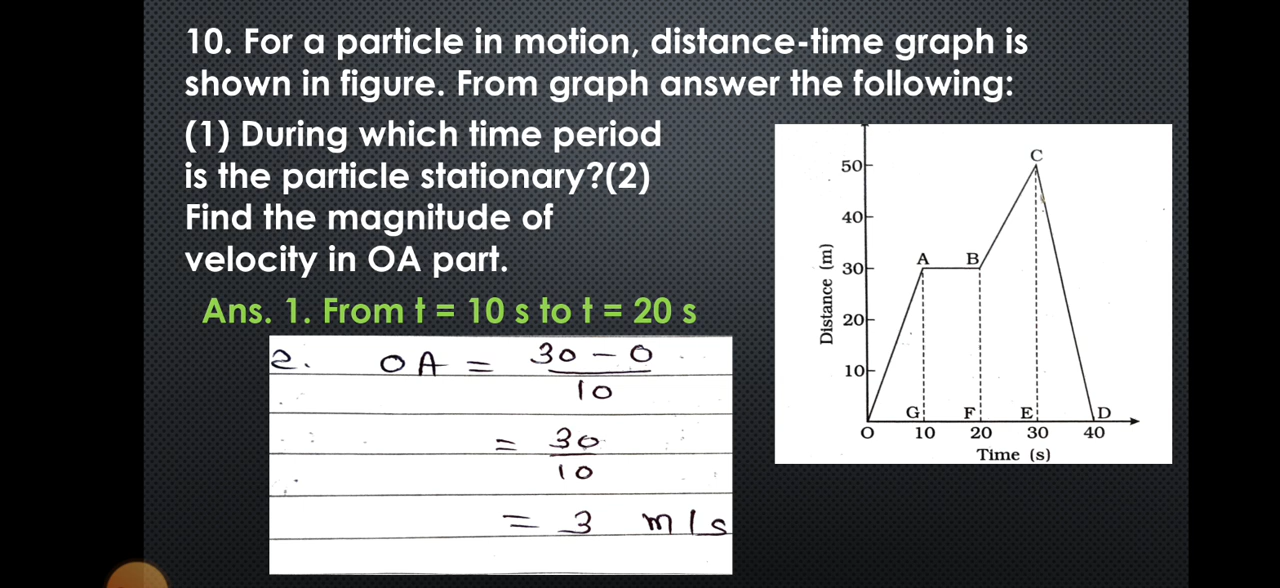 10. For a particle in motion, distance-time graph is
shown in figure. From graph answer the following:
(1) During which time period
is the particle stationary?(2)
Find the magnitude of
velocity in OA part.
Ans. 1. From t = 10 s to t = 20 s
2. OA = 30 - 0
10
= 30
10
= 3 m/s
Distance (m)
50
40
30
20
10
C
A B
G F E D
O 10 20 30 40
Time (s)